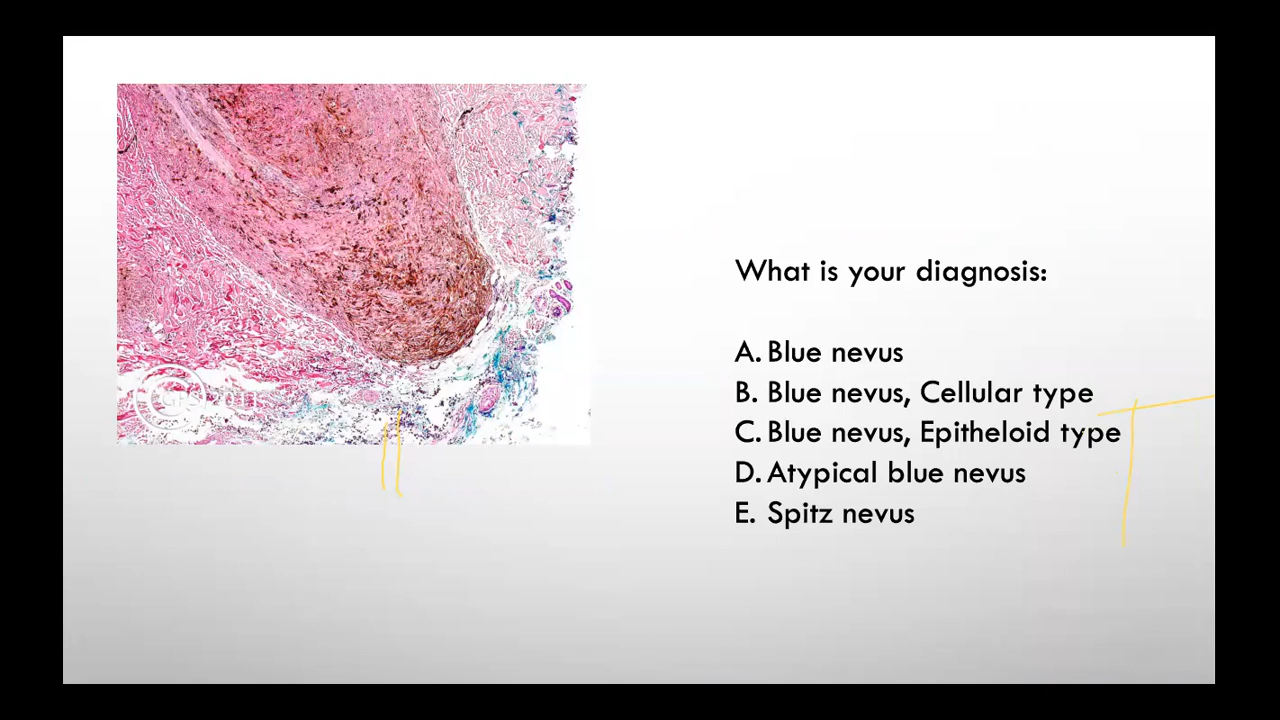 What is your diagnosis:
A. Blue nevus
B. Blue nevus, Cellular type
C. Blue nevus, Epitheloid type
D. Atypical blue nevus
E. Spitz nevus